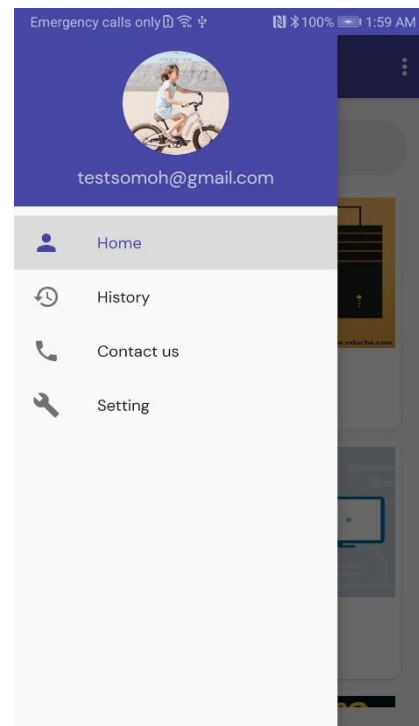 Emergency calls only
100%
1:59 AM
testsomoh@gmail.com
Home
History
Contact us
Setting